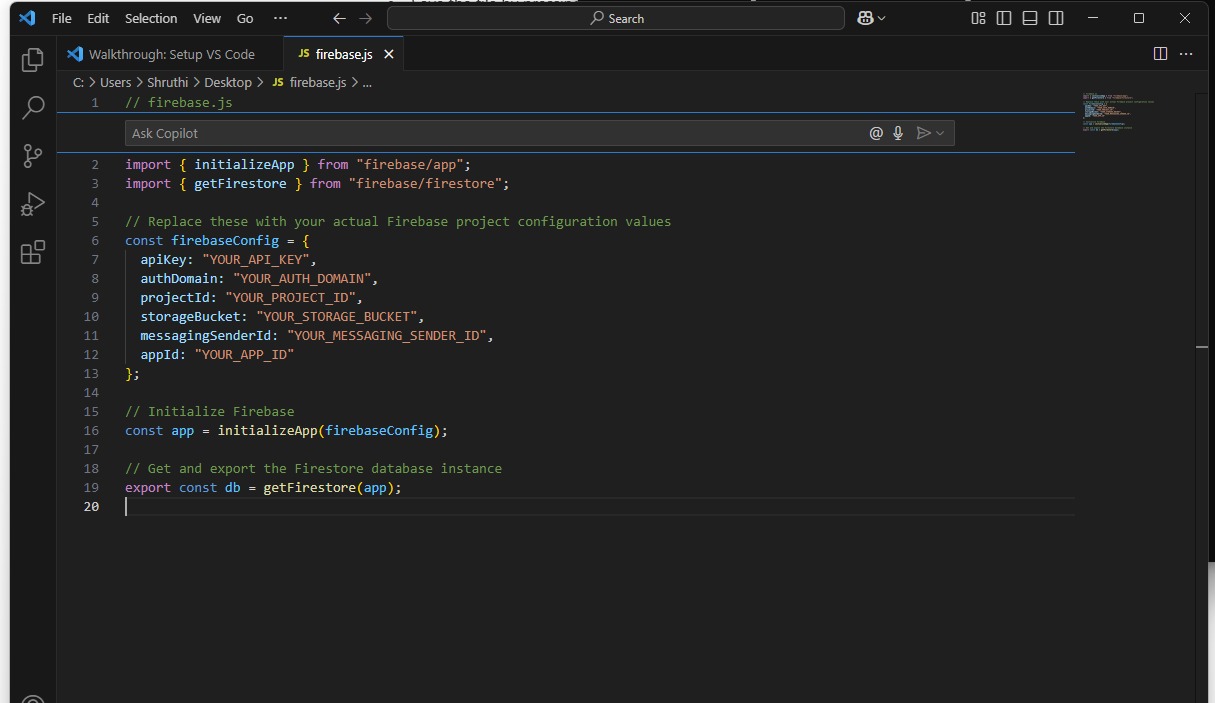 File Edit Selection View Go ··· Search
Walkthrough: Setup VS Code JS firebase.js
C: > Users > Shruthi > Desktop > JS firebase.js > ...
1 // firebase.js
Ask Copilot
2 import { initializeApp } from "firebase/app";
3 import { getFirestore } from "firebase/firestore";
4
5 // Replace these with your actual Firebase project configuration values
6 const firebaseConfig = {
7 apiKey: "YOUR_API_KEY",
8 authDomain: "YOUR_AUTH_DOMAIN",
9 projectId: "YOUR_PROJECT_ID",
10 storageBucket: "YOUR_STORAGE_BUCKET",
11 messagingSenderId: "YOUR_MESSAGING_SENDER_ID",
12 appId: "YOUR_APP_ID"
13 };
14
15 // Initialize Firebase
16 const app = initializeApp(firebaseConfig);
17
18 // Get and export the Firestore database instance
19 export const db = getFirestore(app);
20